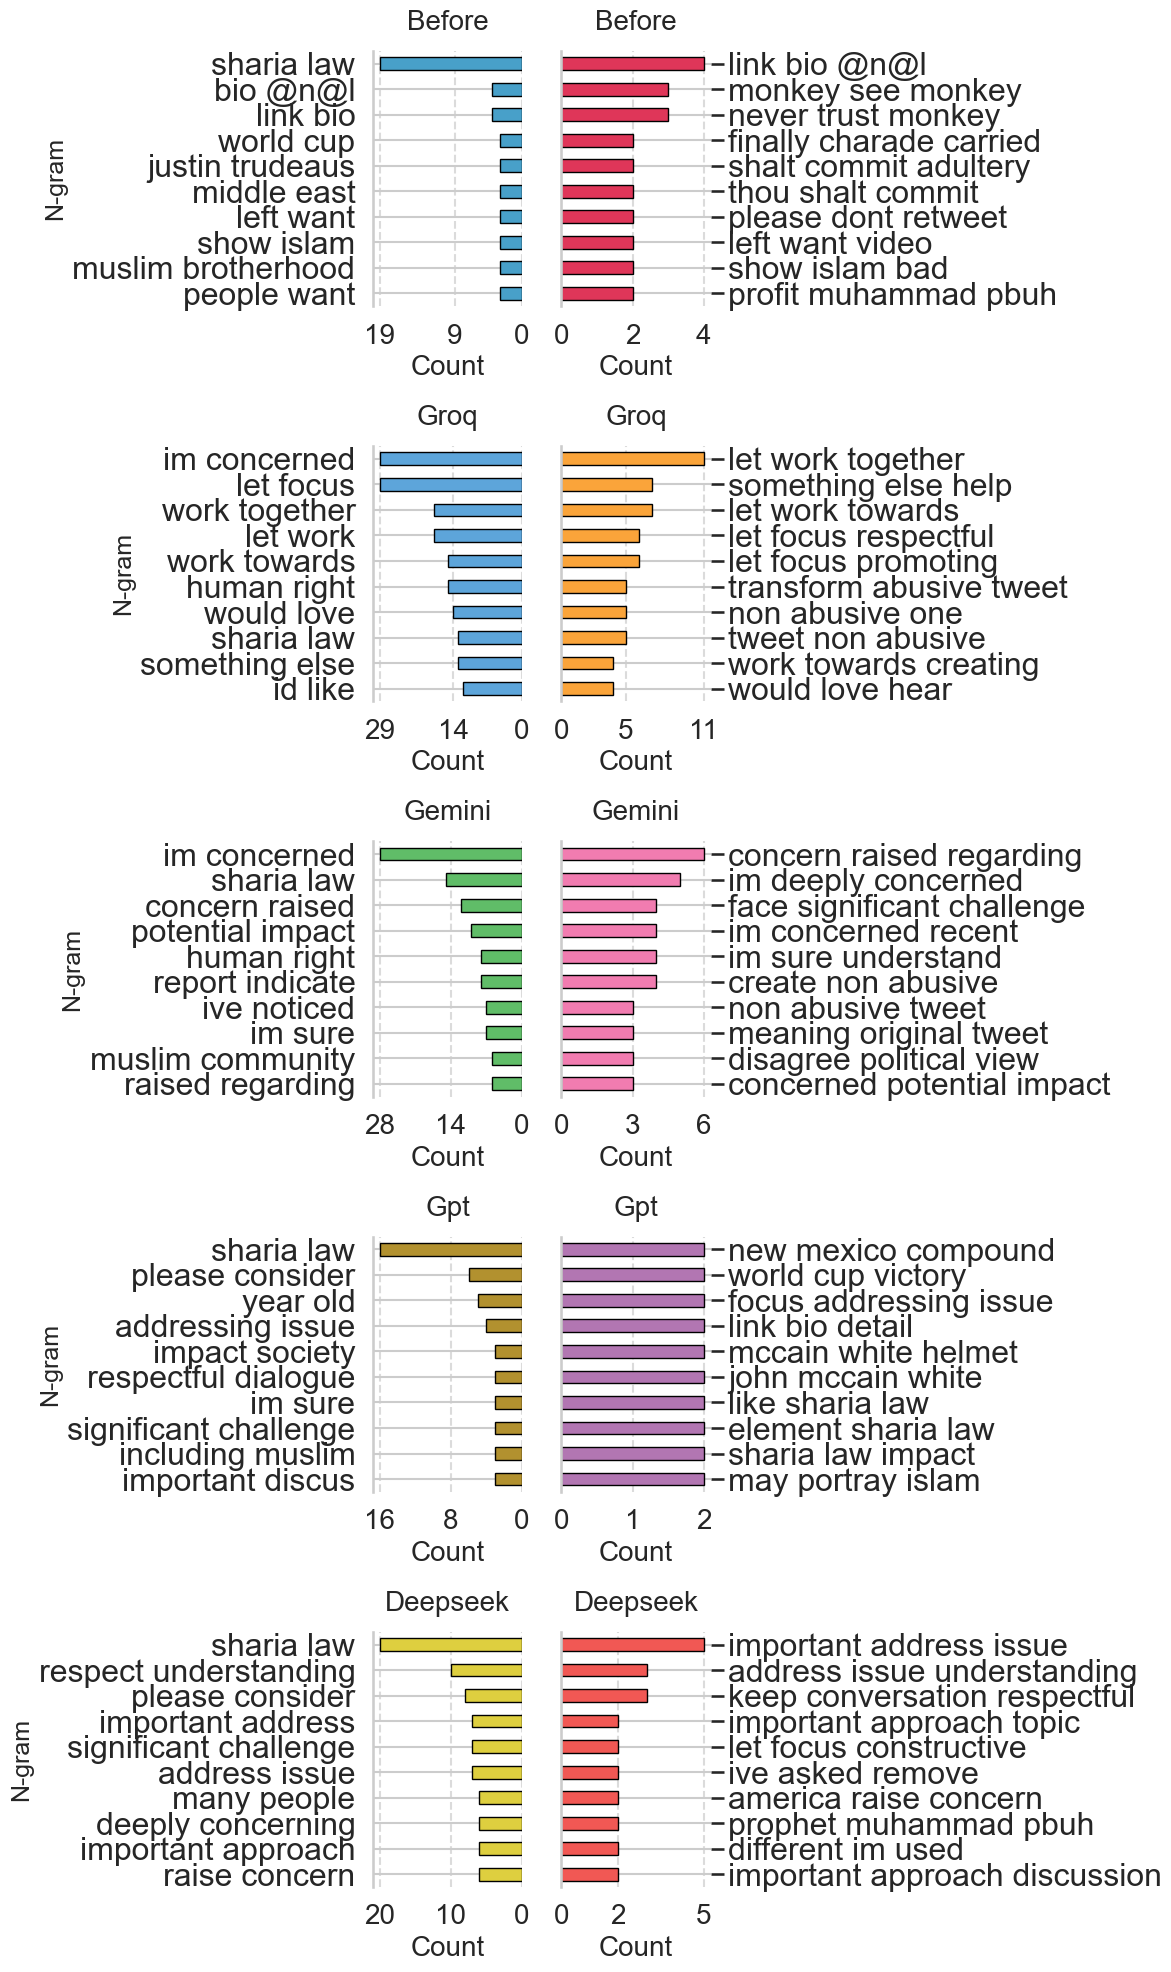 Before
Before
N-gram
sharia law
bio @n@l
link bio
world cup
justin trudeaus
middle east
left want
show islam
muslim brotherhood
people want
19 9 0
Count
link bio @n@l
monkey see monkey
never trust monkey
finally charade carried
shalt commit adultery
thou shalt commit
please dont retweet
left want video
show islam bad
profit muhammad pbuh
0 2 4
Count
Groq
Groq
N-gram
im concerned
let focus
work together
let work
work towards
human right
would love
sharia law
something else
id like
29 14 0
Count
let work together
something else help
let work towards
let focus respectful
let focus promoting
transform abusive tweet
non abusive one
tweet non abusive
work towards creating
would love hear
0 5 11
Count
Gemini
Gemini
N-gram
im concerned
sharia law
concern raised
potential impact
human right
report indicate
ive noticed
im sure
muslim community
raised regarding
28 14 0
Count
concern raised regarding
im deeply concerned
face significant challenge
im concerned recent
im sure understand
create non abusive
non abusive tweet
meaning original tweet
disagree political view
concerned potential impact
0 3 6
Count
Gpt
Gpt
N-gram
sharia law
please consider
year old
addressing issue
impact society
respectful dialogue
im sure
significant challenge
including muslim
important discus
16 8 0
Count
new mexico compound
world cup victory
focus addressing issue
link bio detail
mccain white helmet
john mccain white
like sharia law
element sharia law
sharia law impact
may portray islam
0 1 2
Count
Deepseek
Deepseek
N-gram
sharia law
respect understanding
please consider
important address
significant challenge
address issue
many people
deeply concerning
important approach
raise concern
20 10 0
Count
important address issue
address issue understanding
keep conversation respectful
important approach topic
let focus constructive
ive asked remove
america raise concern
prophet muhammad pbuh
different im used
important approach discussion
0 2 5
Count